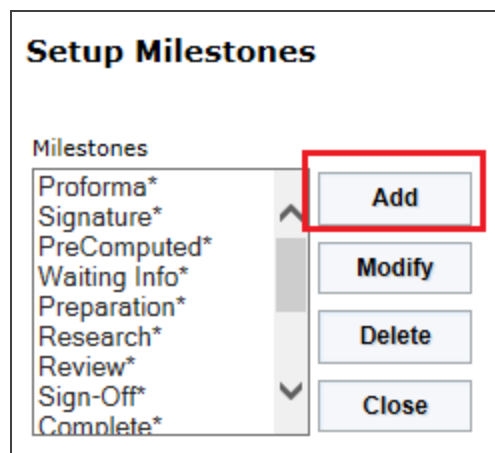 Setup Milestones
Milestones
Proforma*
Signature*
PreComputed*
Waiting Info*
Preparation*
Research*
Review*
Sign-Off*
Complete*
Add
Modify
Delete
Close